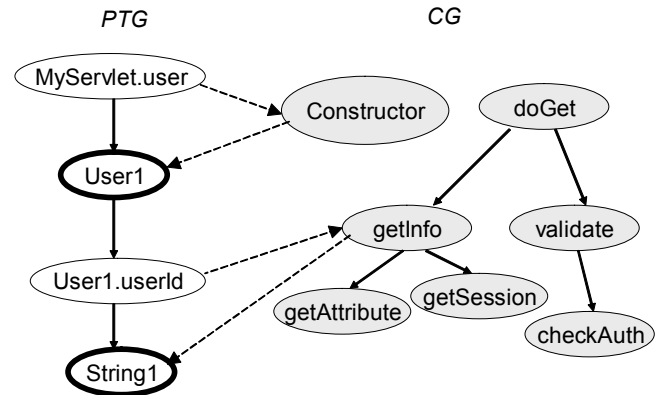 PTG
CG
MyServlet.user
Constructor
doGet
User1
getInfo
validate
User1.userId
getAttribute
getSession
checkAuth
String1